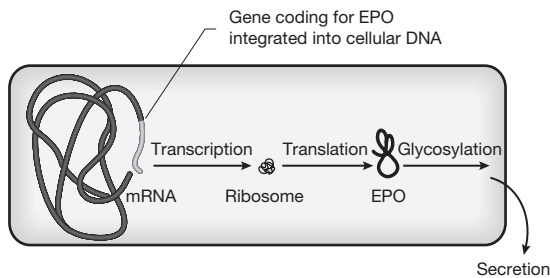 Gene coding for EPO
integrated into cellular DNA
Transcription
Translation
Glycosylation
mRNA
Ribosome
EPO
Secretion